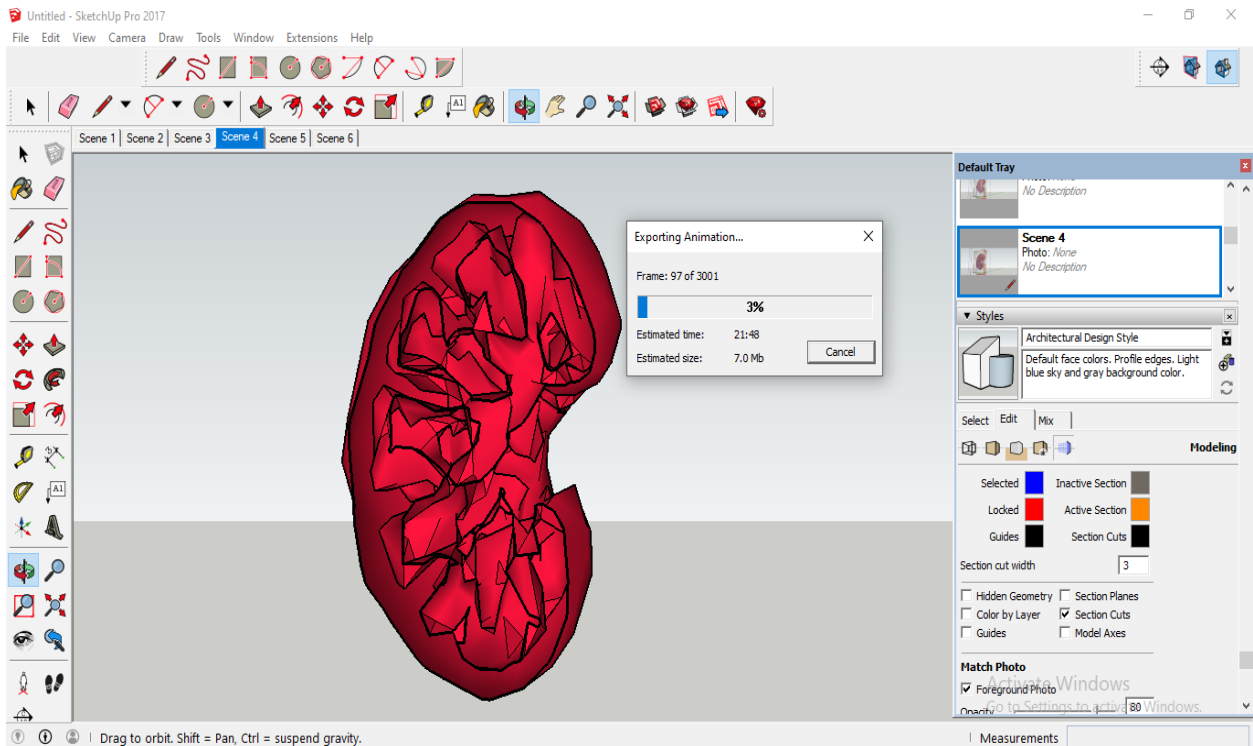 Untitled - SketchUp Pro 2017
File Edit View Camera Draw Tools Window Extensions Help
A1
Scene 1 Scene 2 Scene 3 Scene 4 Scene 5 Scene 6
Default Tray
No Description
Scene 4
Photo: None
No Description
Exporting Animation...
Frame: 97 of 3001
3%
Estimated time: 21:48
Estimated size: 7.0 Mb
Cancel
Styles
Architectural Design Style
Default face colors. Profile edges. Light
blue sky and gray background color.
Select Edit Mix
Modeling
Selected Inactive Section
Locked Active Section
Guides Section Cuts
Section cut width 3
Hidden Geometry Section Planes
Color by Layer Section Cuts
Guides Model Axes
Match Photo
Foreground Photo
Opacity 80
Activate Windows
Go to Settings to activate Windows.
A1
Drag to orbit. Shift = Pan, Ctrl = suspend gravity.
Measurements